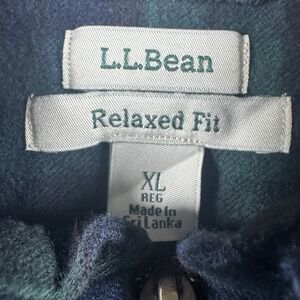 L.L.Bean
Relaxed Fit
XL
REG
Made in
Sri Lanka